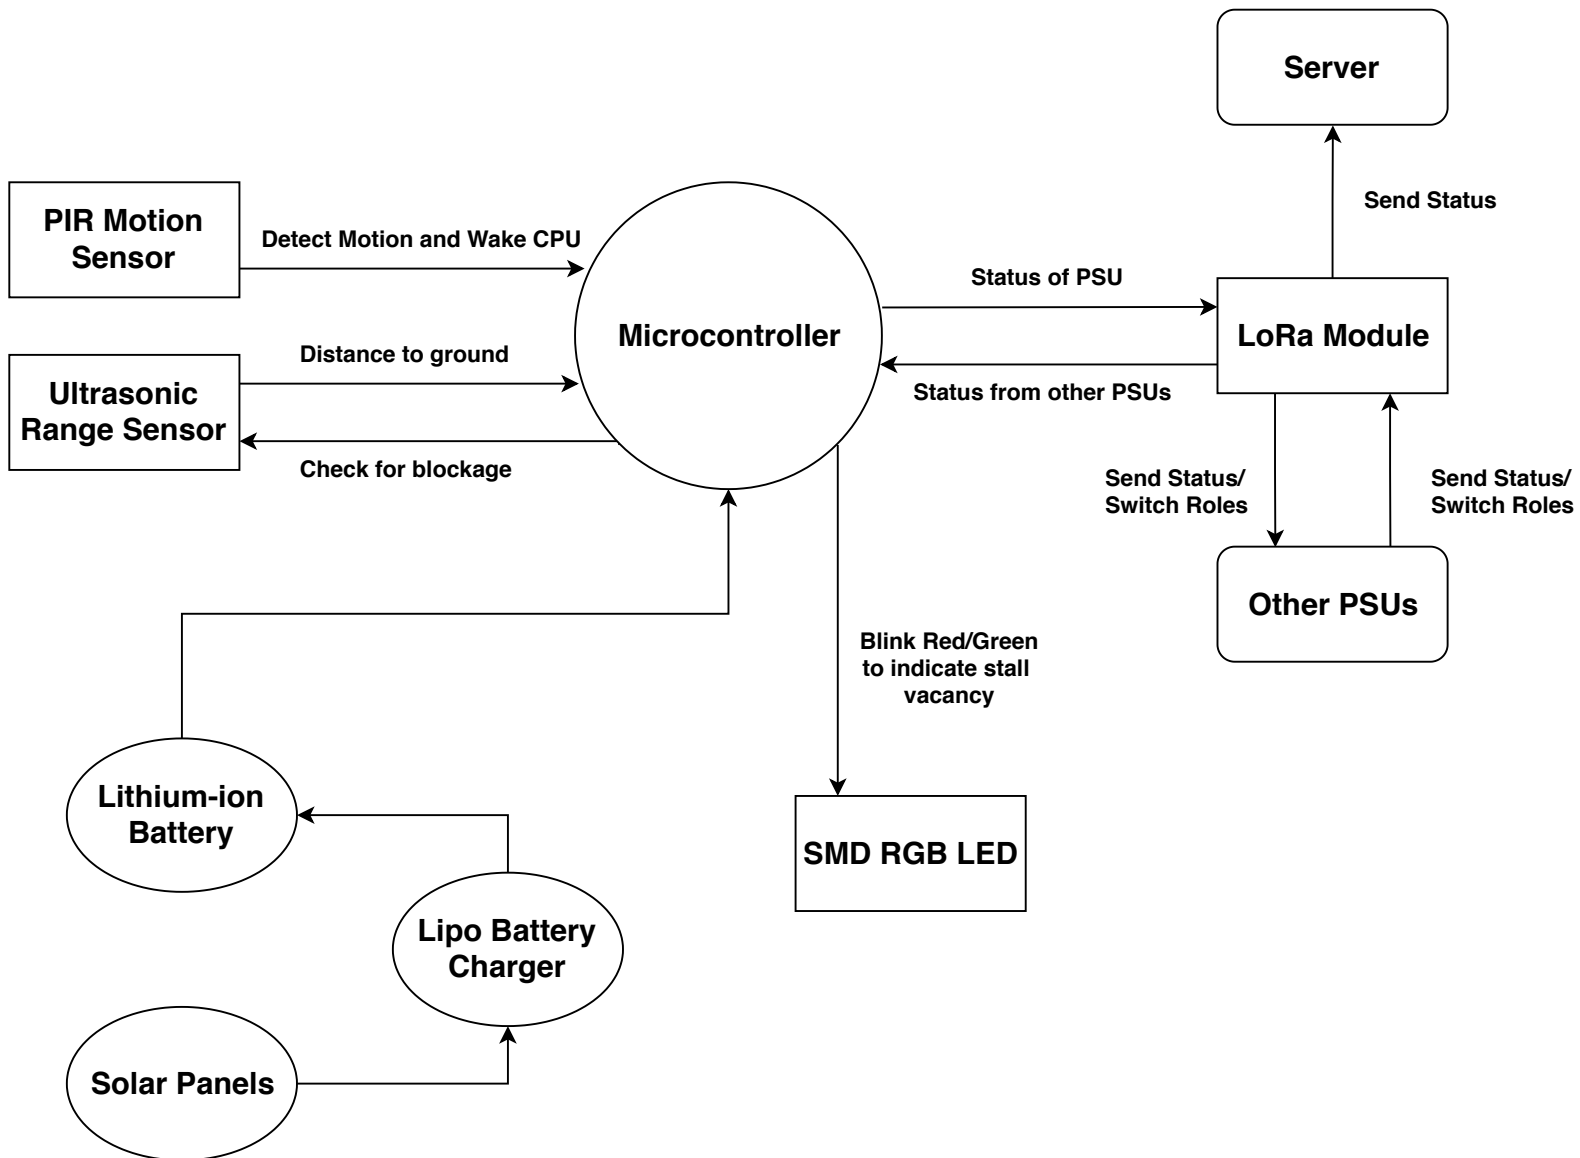 Server
Send Status
PIR Motion
Sensor
Detect Motion and Wake CPU
Microcontroller
Status of PSU
LoRa Module
Distance to ground
Ultrasonic
Range Sensor
Status from other PSUs
Check for blockage
Send Status/
Switch Roles
Send Status/
Switch Roles
Other PSUs
Blink Red/Green
to indicate stall
vacancy
Lithium-ion
Battery
SMD RGB LED
Lipo Battery
Charger
Solar Panels